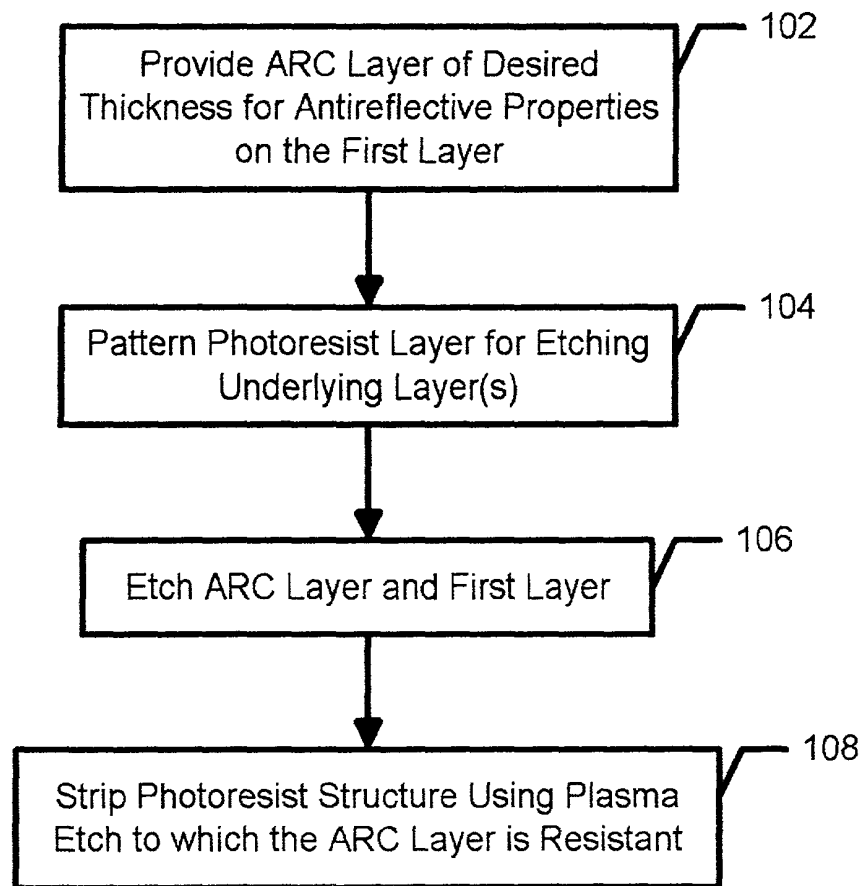 102
Provide ARC Layer of Desired
Thickness for Antireflective Properties
on the First Layer
104
Pattern Photoresist Layer for Etching
Underlying Layer(s)
106
Etch ARC Layer and First Layer
108
Strip Photoresist Structure Using Plasma
Etch to which the ARC Layer is Resistant